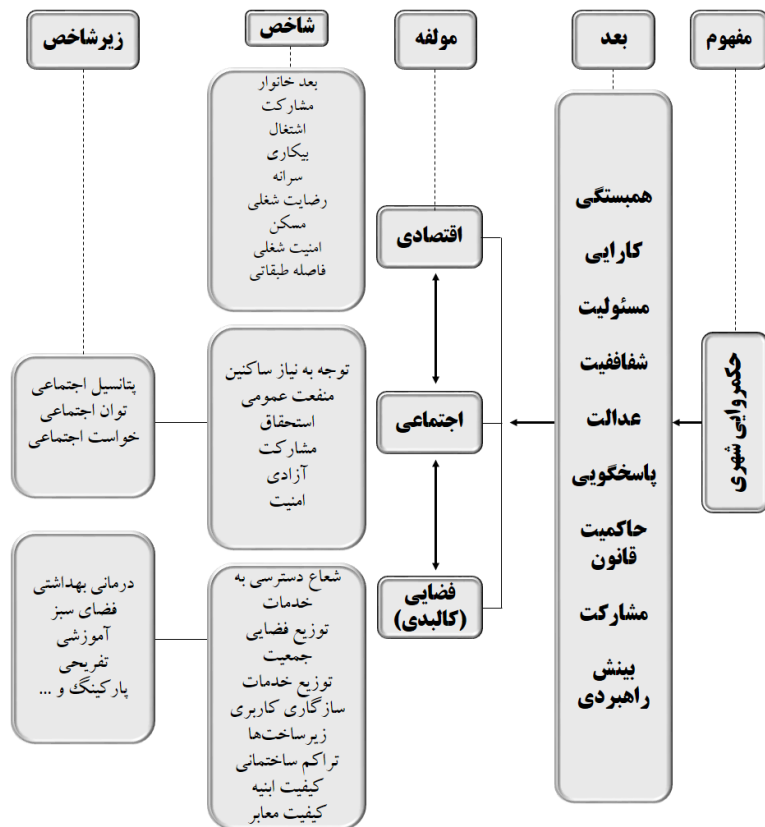 مفهوم
بعد
مولفه
شاخص
زیرشاخص
حکمروایی شهری
همبستگی
کارایی
مسئولیت
شفاففیت
عدالت
پاسخگویی
حاکمیت
قانون
مشارکت
بینش
راهبردی
اقتصادی
اجتماعی
فضایی
(کالبدی)
بعد خانوار
مشارکت
اشتغال
بیکاری
سرانه
رضایت شغلی
مسکن
امنیت شغلی
فاصله طبقاتی
توجه به نیاز ساکنین
منفعت عمومی
استحقاق
مشارکت
آزادی
امنیت
شعاع دسترسی به
خدمات
توزیع فضایی
جمعیت
توزیع خدمات
سازگاری کاربری
زیرساخت‌ها
تراکم ساختمانی
کیفیت ابنیه
کیفیت معابر
پتانسیل اجتماعی
توان اجتماعی
خواست اجتماعی
درمانی بهداشتی
فضای سبز
آموزشی
تفریحی
پارکینگ و ...